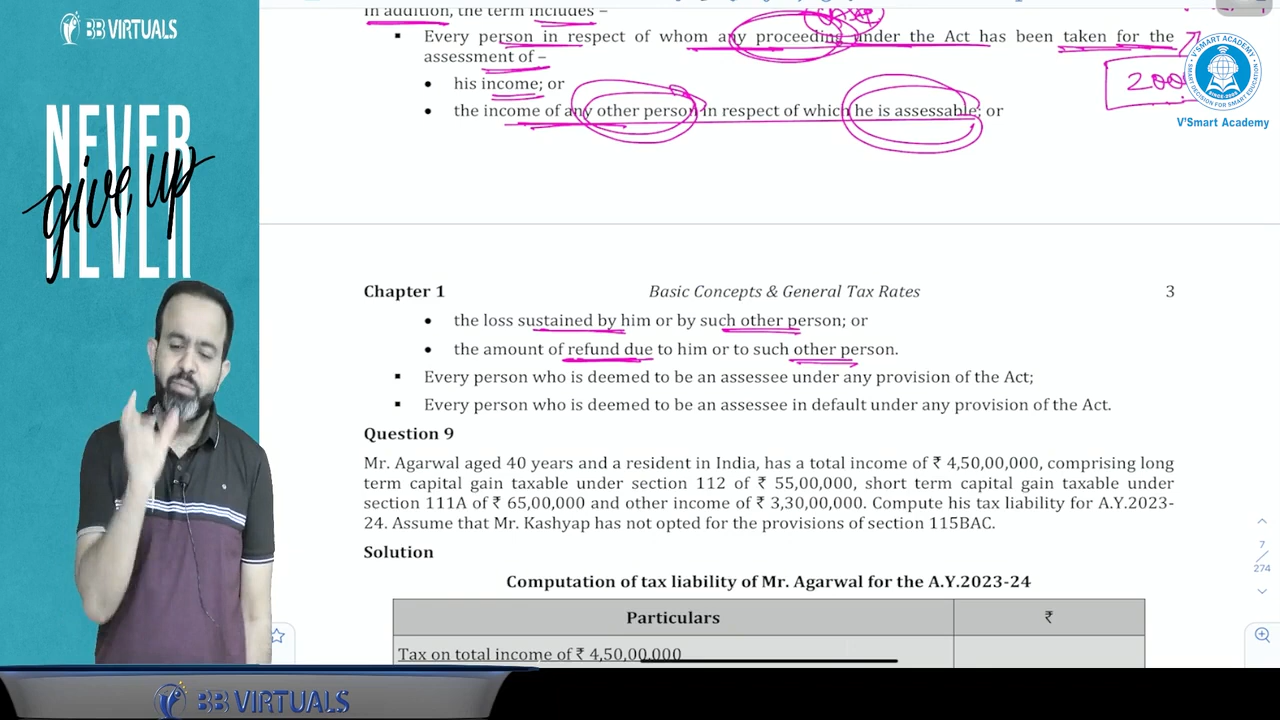 BB VIRTUALS
NEVER
give up
NEVER
In addition, the term includes –
▪ Every person in respect of whom any proceeding under the Act has been taken for the
assessment of –
• his income; or
• the income of any other person in respect of which he is assessable; or
200
V'SMART ACADEMY
SMART DECISION FOR SMART EDUCATION
V'Smart Academy
Chapter 1 Basic Concepts & General Tax Rates 3
• the loss sustained by him or by such other person; or
• the amount of refund due to him or to such other person.
▪ Every person who is deemed to be an assessee under any provision of the Act;
▪ Every person who is deemed to be an assessee in default under any provision of the Act.
Question 9
Mr. Agarwal aged 40 years and a resident in India, has a total income of ₹ 4,50,00,000, comprising long
term capital gain taxable under section 112 of ₹ 55,00,000, short term capital gain taxable under
section 111A of ₹ 65,00,000 and other income of ₹ 3,30,00,000. Compute his tax liability for A.Y.2023-
24. Assume that Mr. Kashyap has not opted for the provisions of section 115BAC.
Solution
Computation of tax liability of Mr. Agarwal for the A.Y.2023-24
Particulars ₹
Tax on total income of ₹ 4,50,00,000
7
/
274
BB VIRTUALS